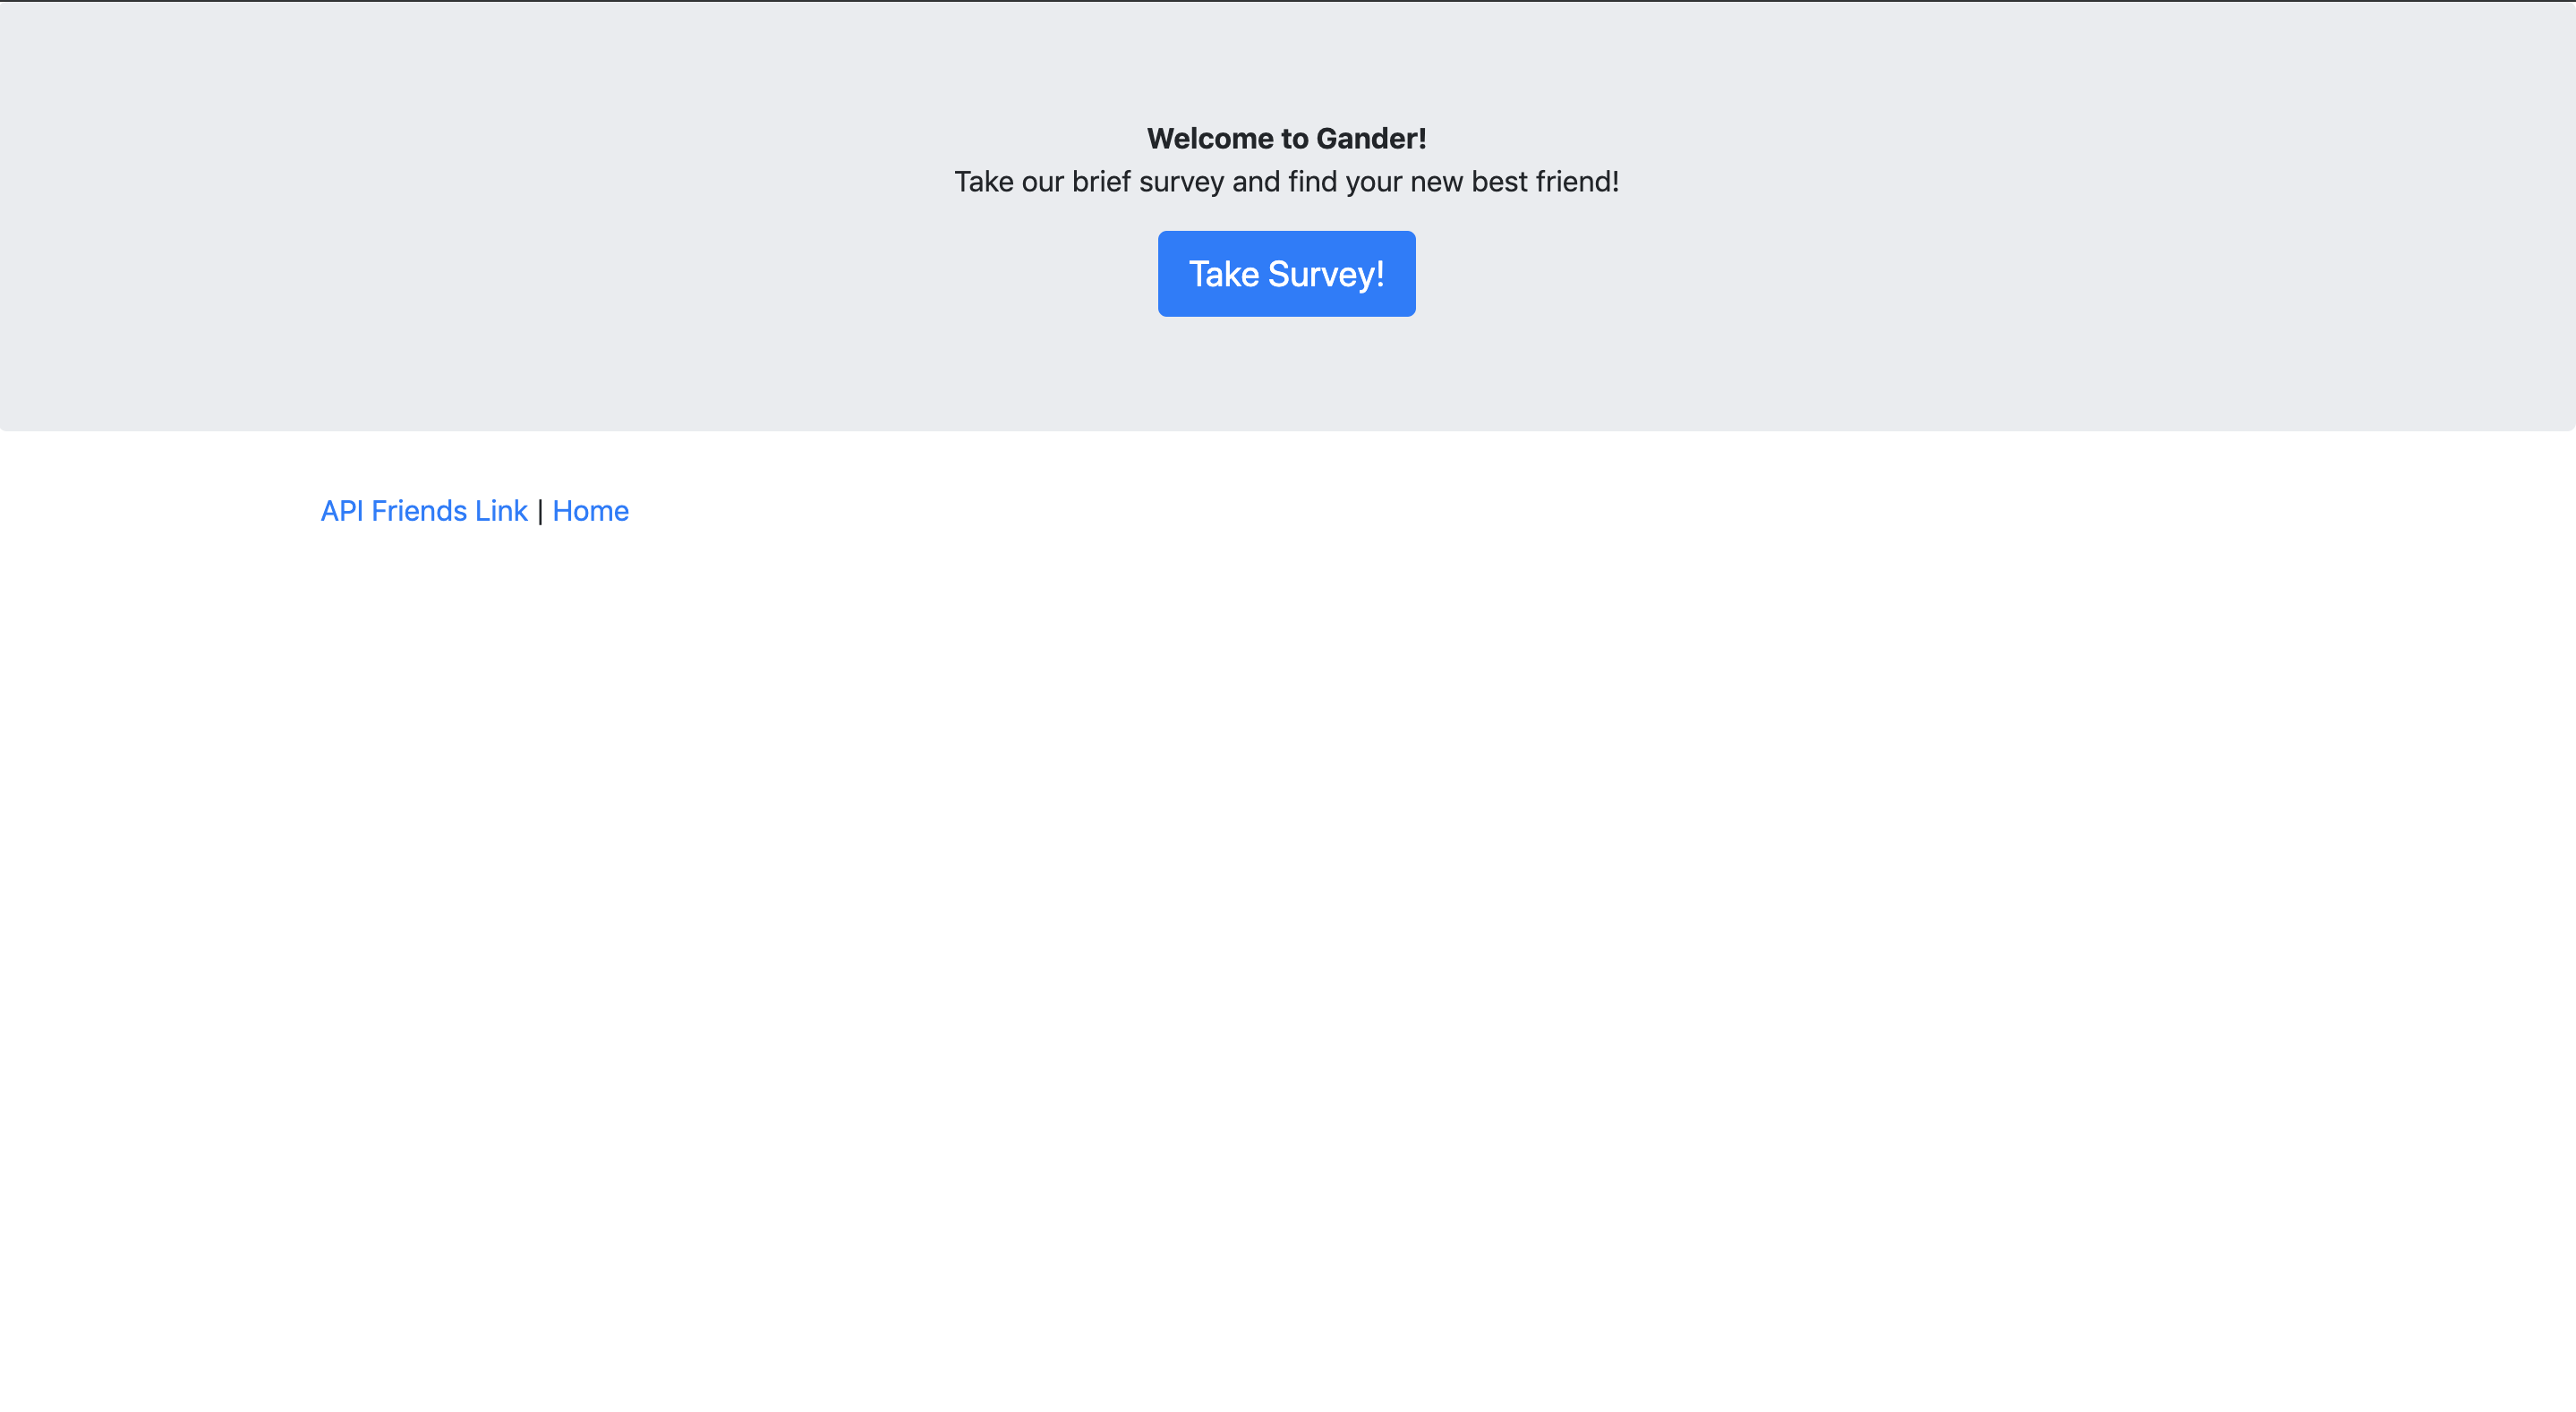 Welcome to Gander!
Take our brief survey and find your new best friend!
Take Survey!
API Friends Link | Home